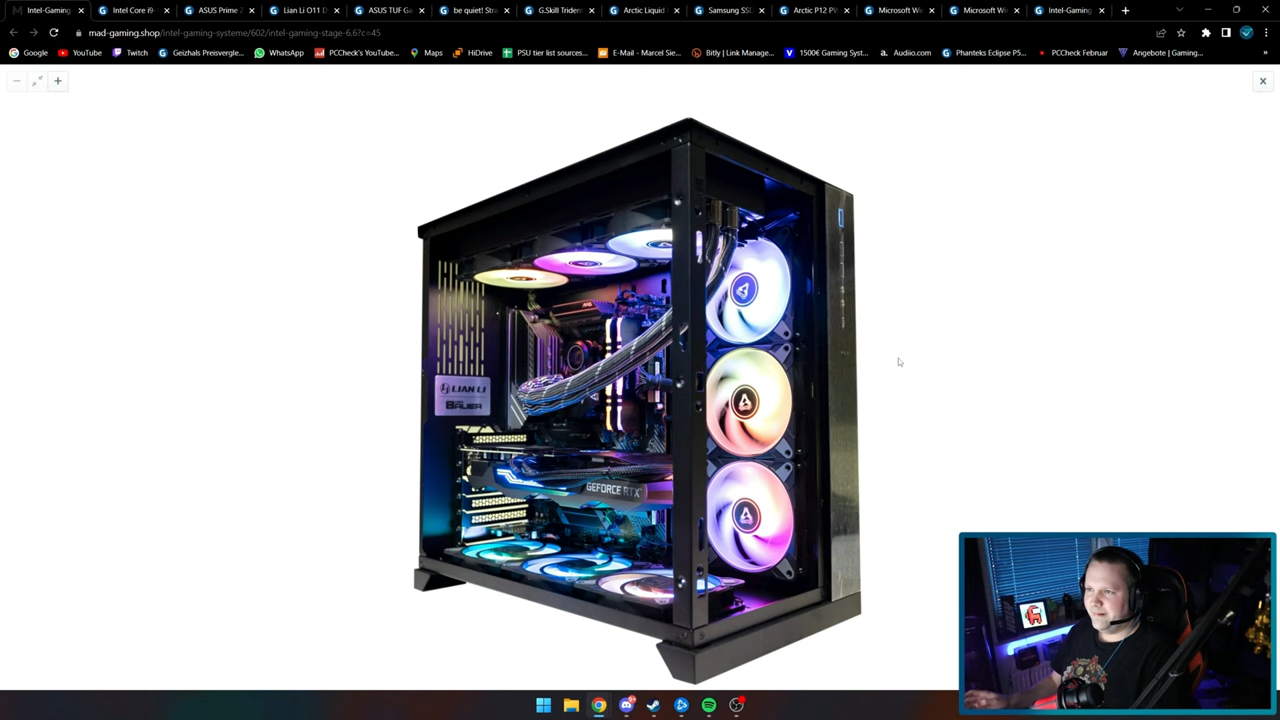 Intel-Gaming
Intel Core i9-
ASUS Prime Z
Lian Li O11 D
ASUS TUF Ga
be quiet! Stra
G.Skill Trident
Arctic Liquid
Samsung SSD
Arctic P12 PW
Microsoft Wi
Microsoft Wi
Intel-Gaming
mad-gaming.shop/intel-gaming-systeme/602/intel-gaming-stage-6.6?c=45
Google
YouTube
Twitch
Geizhals Preisvergle...
WhatsApp
PCCheck's YouTube...
Maps
HiDrive
PSU tier list sources...
E-Mail - Marcel Sie...
Bitly | Link Manage...
1500€ Gaming Syst...
Audiio.com
Phanteks Eclipse P5...
PCCheck Februar
Angebote | Gaming...
LIAN LI
GEFORCE RTX